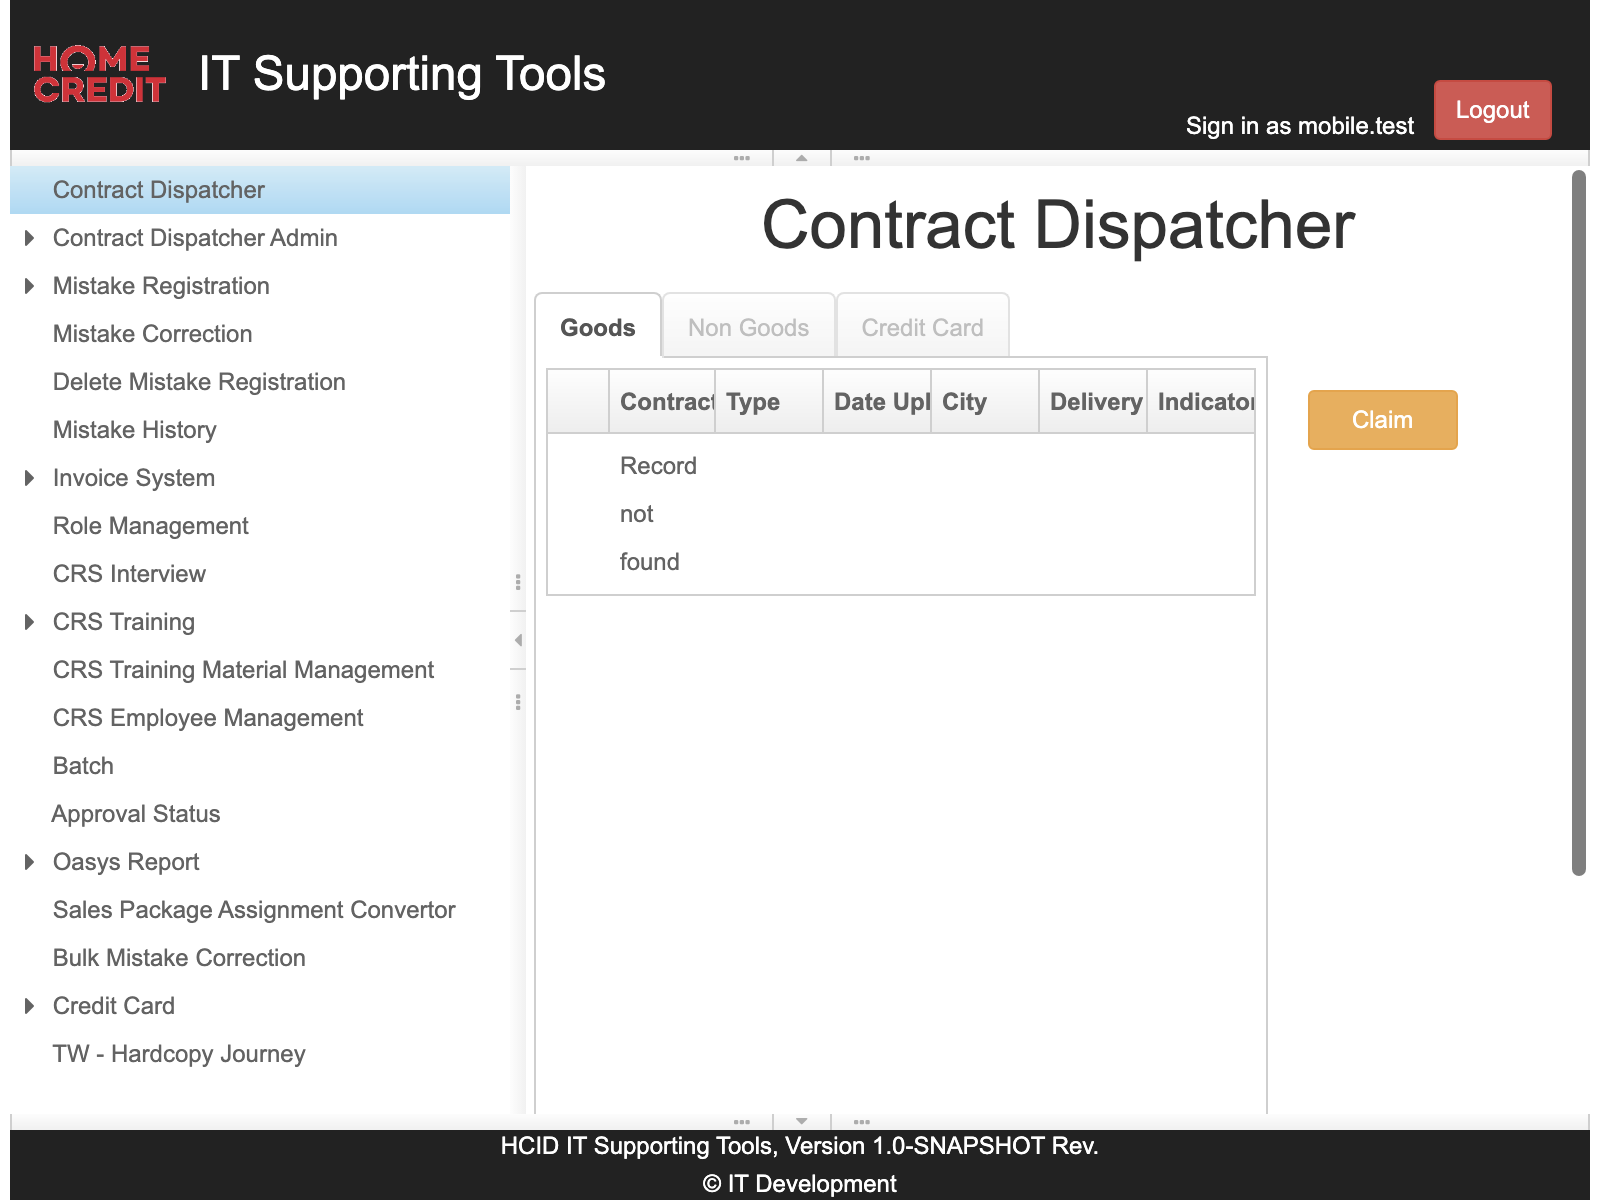 HOME
CREDIT
IT Supporting Tools
Sign in as mobile.test
Logout
Contract Dispatcher
Contract Dispatcher Admin
Mistake Registration
Mistake Correction
Delete Mistake Registration
Mistake History
Invoice System
Role Management
CRS Interview
CRS Training
CRS Training Material Management
CRS Employee Management
Batch
Approval Status
Oasys Report
Sales Package Assignment Convertor
Bulk Mistake Correction
Credit Card
TW - Hardcopy Journey
Contract Dispatcher
Goods Non Goods Credit Card
Contract Type Date Upl City Delivery Indicator
Record
not
found
Claim
HCID IT Supporting Tools, Version 1.0-SNAPSHOT Rev.
© IT Development